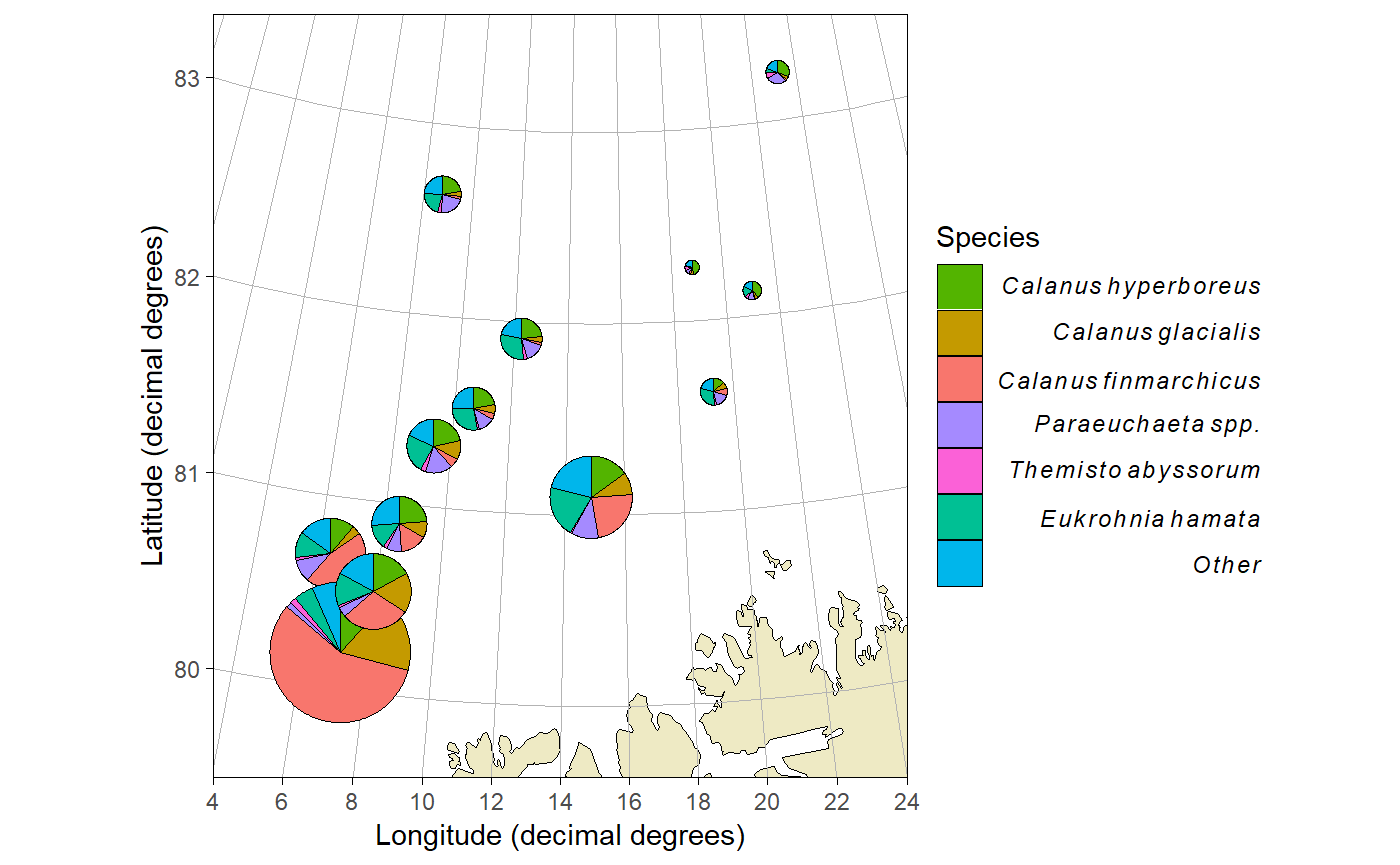 83
82
81
80
Latitude (decimal degrees)
4 6 8 10 12 14 16 18 20 22 24
Longitude (decimal degrees)
Species
Calanus hyperboreus
Calanus glacialis
Calanus finmarchicus
Paraeuchaeta spp.
Themisto abyssorum
Eukrohnia hamata
Other